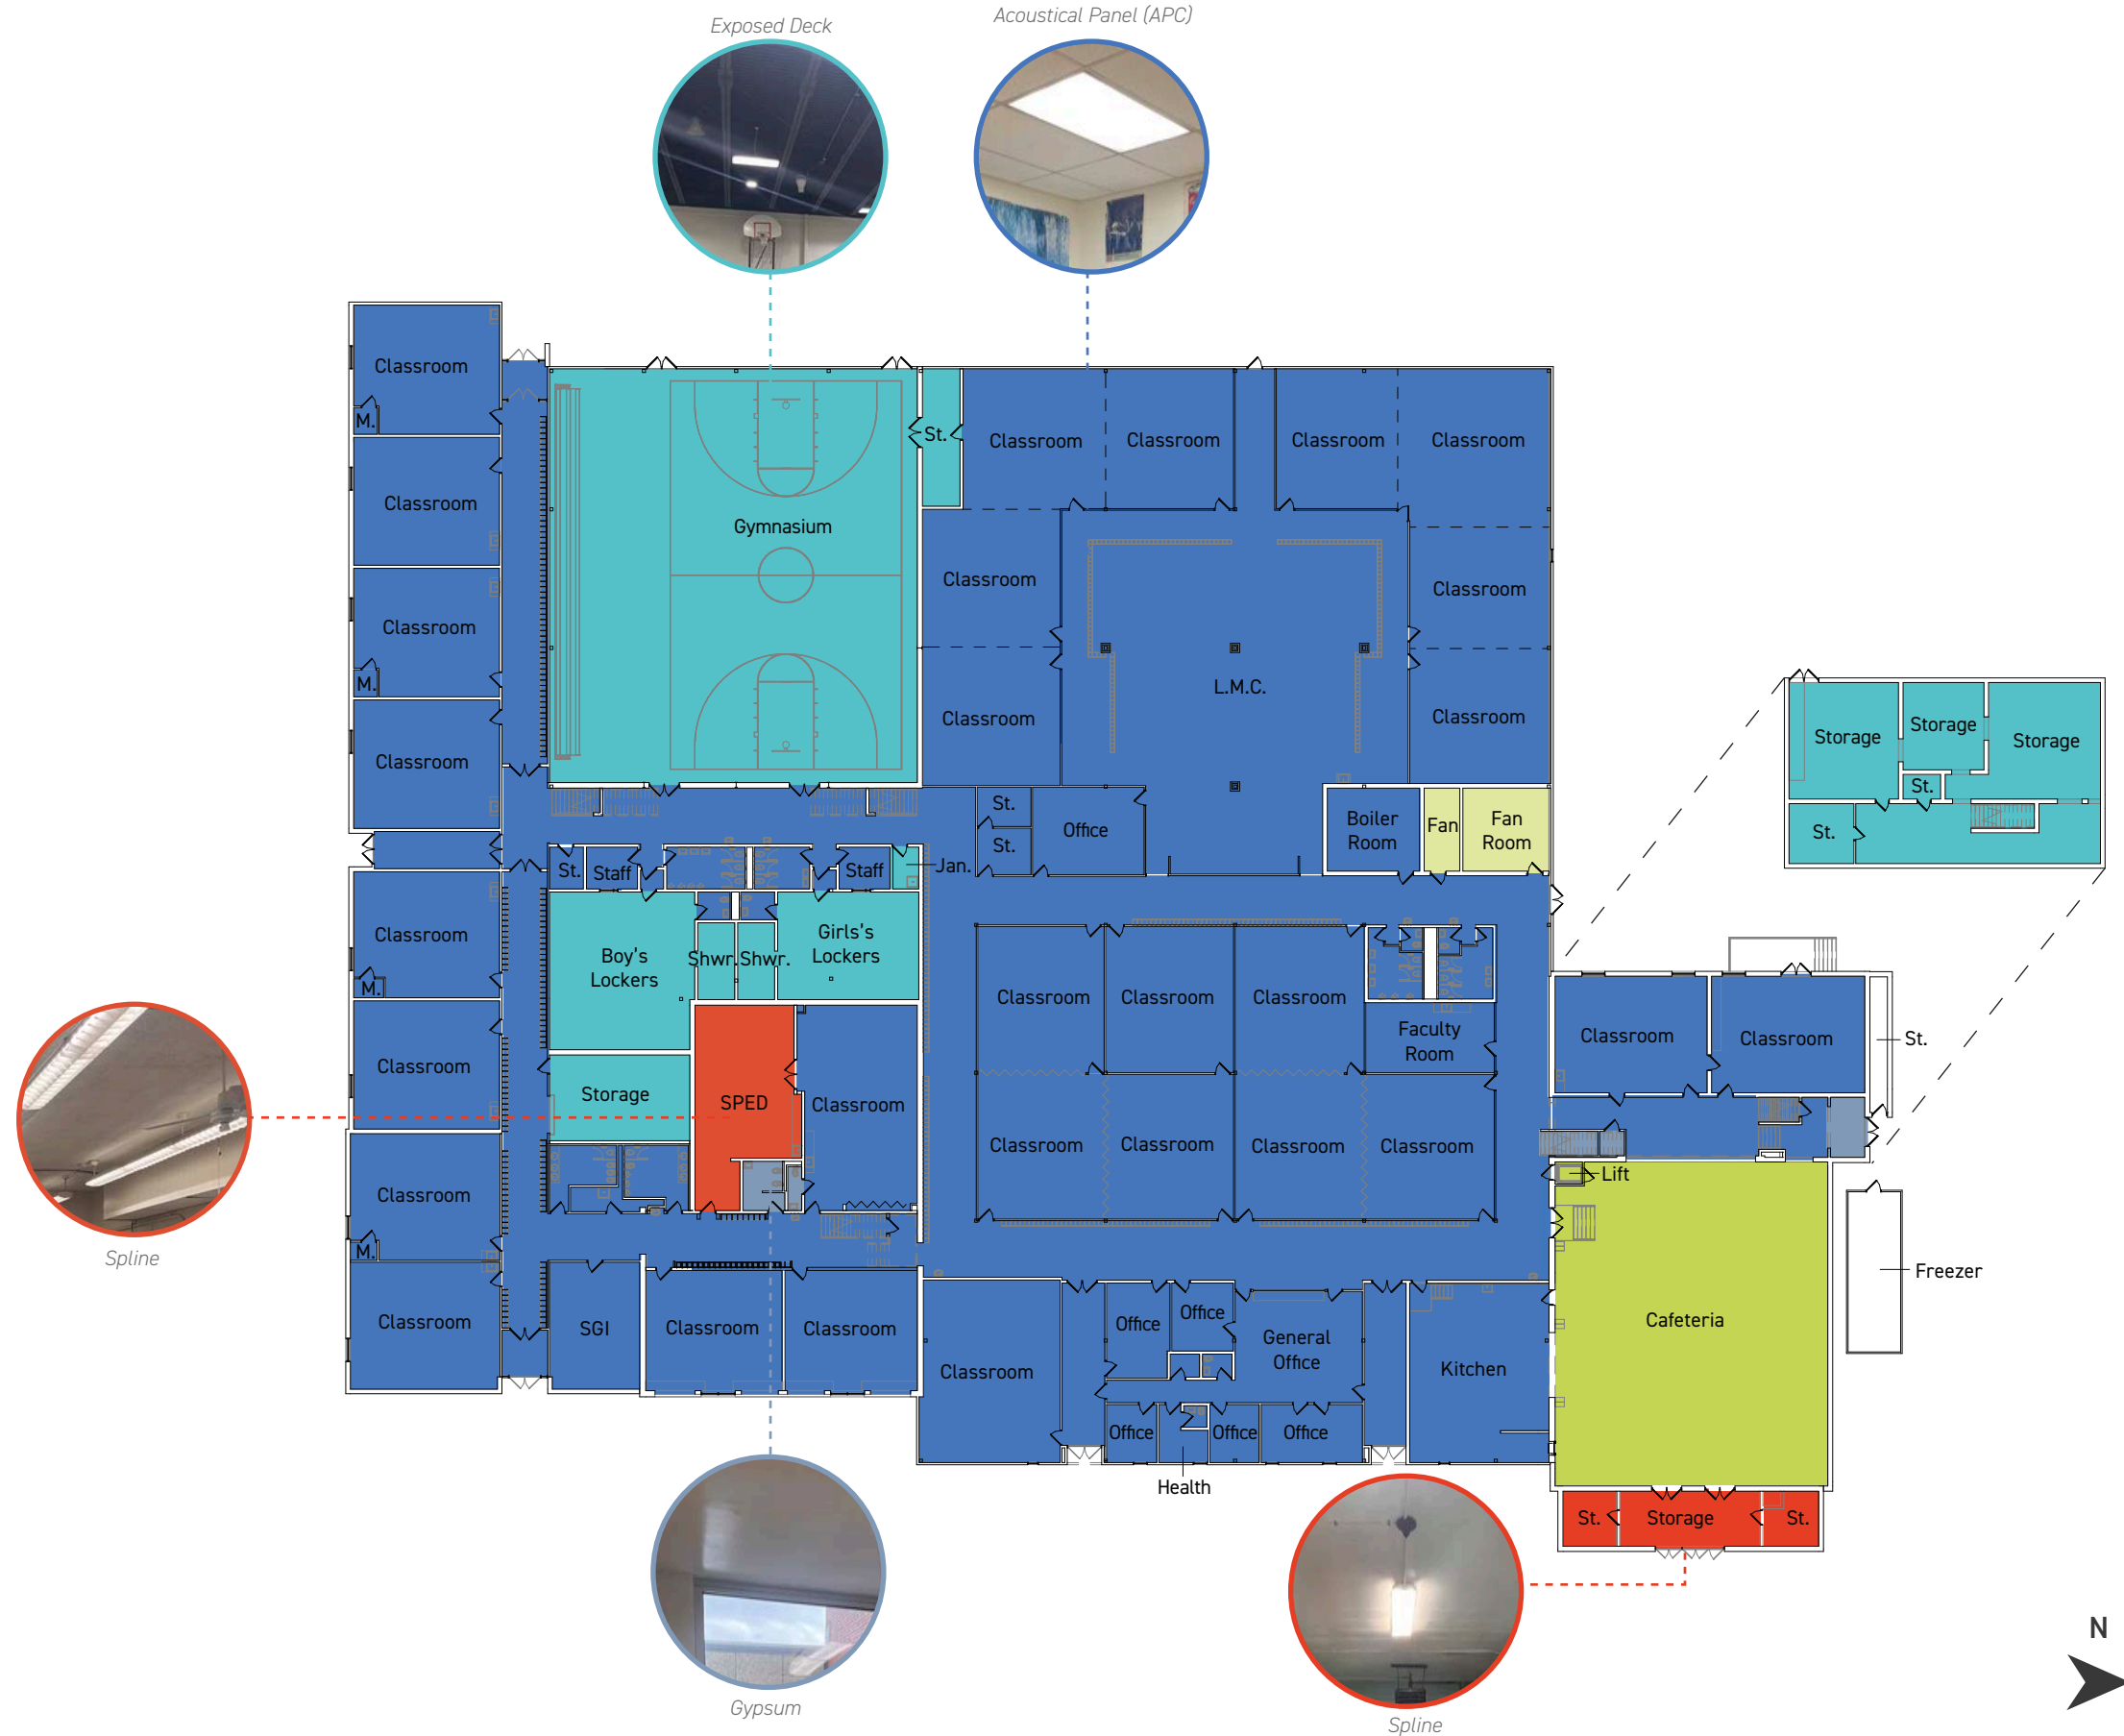 Exposed Deck
Acoustical Panel (APC)
Classroom
M.
Classroom
Classroom
M.
Classroom
Gymnasium
St.
Classroom
Classroom
Classroom
Classroom
Classroom
Classroom
Classroom
Classroom
L.M.C.
Storage
Storage
Storage
St.
St.
St.
St.
Office
Boiler
Room
Fan
Fan
Room
St.
Staff
Staff
Jan.
Classroom
M.
Boy's
Lockers
Shwr.
Shwr.
Girls's
Lockers
Classroom
Classroom
Classroom
Faculty
Room
Classroom
Classroom
St.
Classroom
Storage
SPED
Classroom
Classroom
Classroom
Classroom
Classroom
Lift
Classroom
M.
Spline
Classroom
SGI
Classroom
Classroom
Classroom
Office
Office
General
Office
Kitchen
Cafeteria
Freezer
Office
Office
Office
Health
St.
Storage
St.
Gypsum
Spline
N